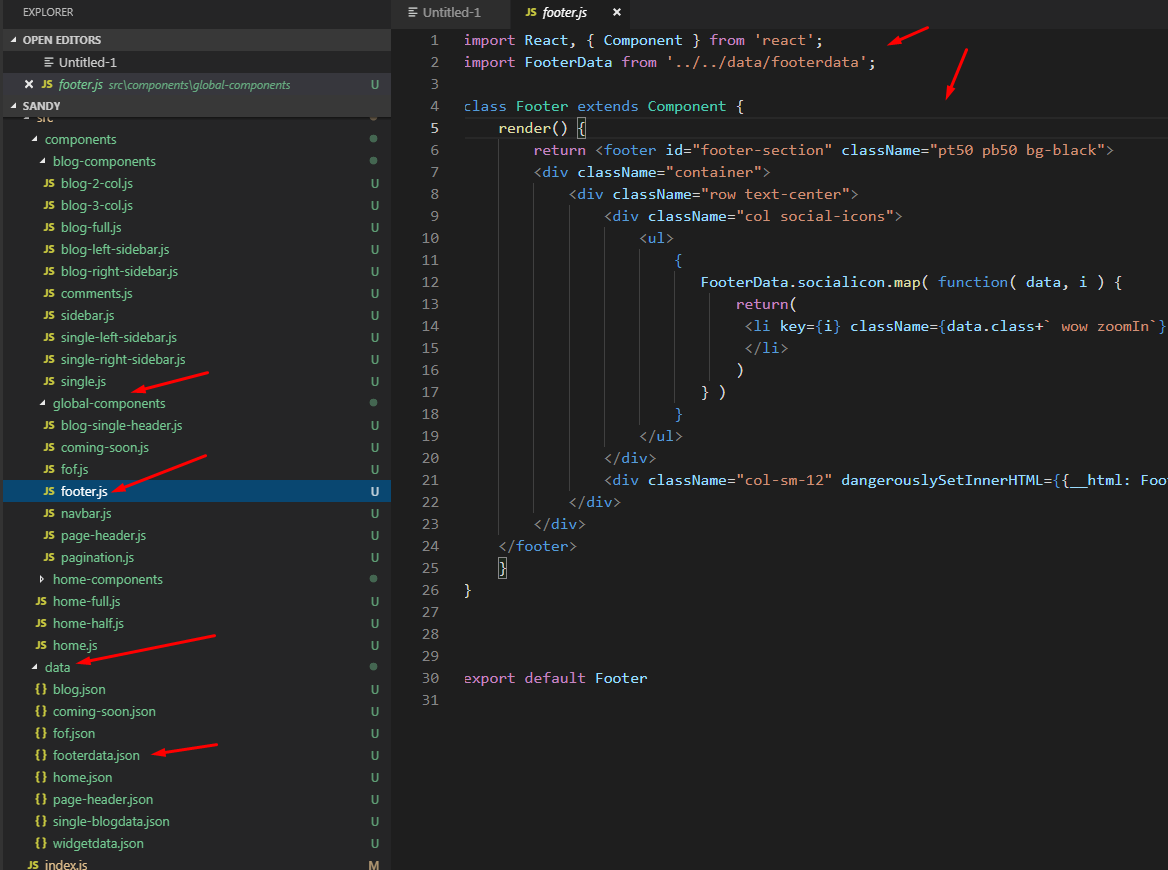 EXPLORER
OPEN EDITORS
Untitled-1
JS footer.js src\components\global-components U
SANDY
src
components
blog-components
JS blog-2-col.js U
JS blog-3-col.js U
JS blog-full.js U
JS blog-left-sidebar.js U
JS blog-right-sidebar.js U
JS comments.js U
JS sidebar.js U
JS single-left-sidebar.js U
JS single-right-sidebar.js U
JS single.js U
global-components
JS blog-single-header.js U
JS coming-soon.js U
JS fof.js U
JS footer.js U
JS navbar.js U
JS page-header.js U
JS pagination.js U
home-components
JS home-full.js U
JS home-half.js U
JS home.js U
data
{} blog.json U
{} coming-soon.json U
{} fof.json U
{} footerdata.json U
{} home.json U
{} page-header.json U
{} single-blogdata.json U
{} widgetdata.json U
JS index.js M
Untitled-1
JS footer.js ×
1 import React, { Component } from 'react';
2 import FooterData from '../../data/footerdata';
3
4 class Footer extends Component {
5 render() {
6 return <footer id="footer-section" className="pt50 pb50 bg-black">
7 <div className="container">
8 <div className="row text-center">
9 <div className="col social-icons">
10 <ul>
11 {
12 FooterData.socialicon.map( function( data, i ) {
13 return(
14 <li key={i} className={data.class+` wow zoomIn`}
15 </li>
16 )
17 } )
18 }
19 </ul>
20 </div>
21 <div className="col-sm-12" dangerouslySetInnerHTML={{__html: Foo
22 </div>
23 </div>
24 </footer>
25 }
26 }
27
28
29
30 export default Footer
31